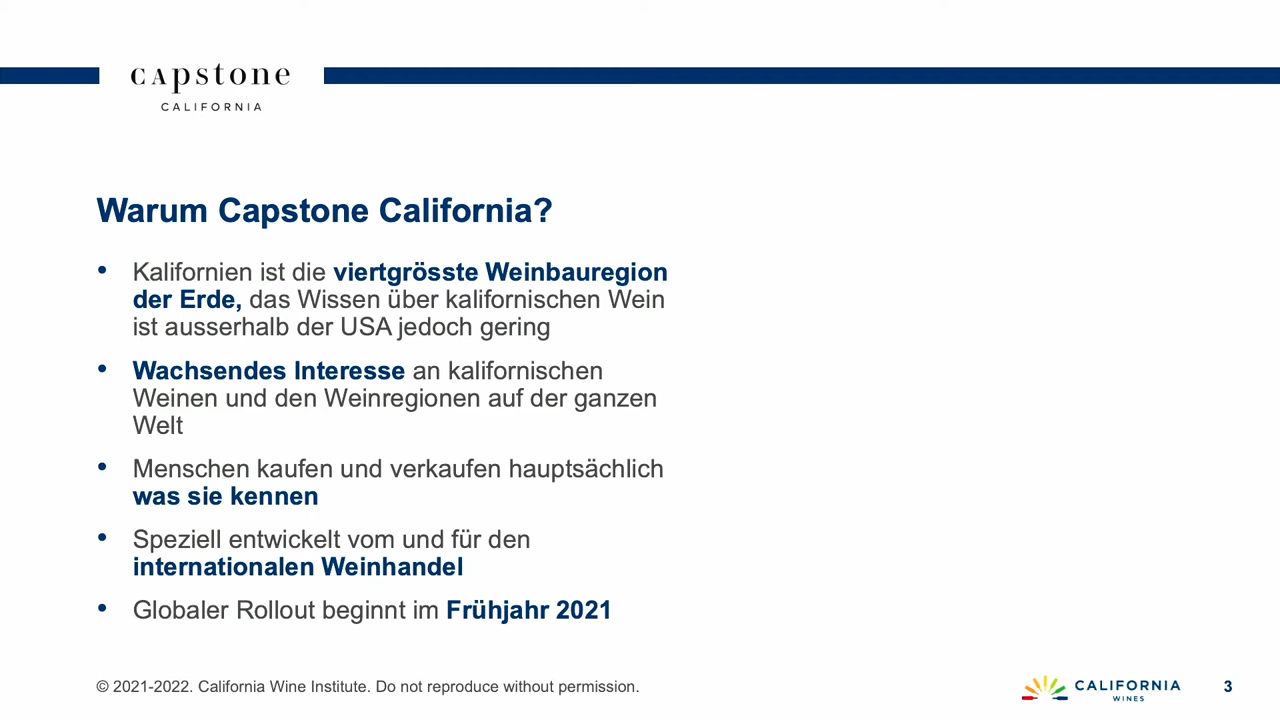 CAPSTONE
CALIFORNIA
Warum Capstone California?
• Kalifornien ist die viertgrösste Weinbauregion
der Erde, das Wissen über kalifornischen Wein
ist ausserhalb der USA jedoch gering
• Wachsendes Interesse an kalifornischen
Weinen und den Weinregionen auf der ganzen
Welt
• Menschen kaufen und verkaufen hauptsächlich
was sie kennen
• Speziell entwickelt vom und für den
internationalen Weinhandel
• Globaler Rollout beginnt im Frühjahr 2021
© 2021-2022. California Wine Institute. Do not reproduce without permission.
CALIFORNIA
WINES
3